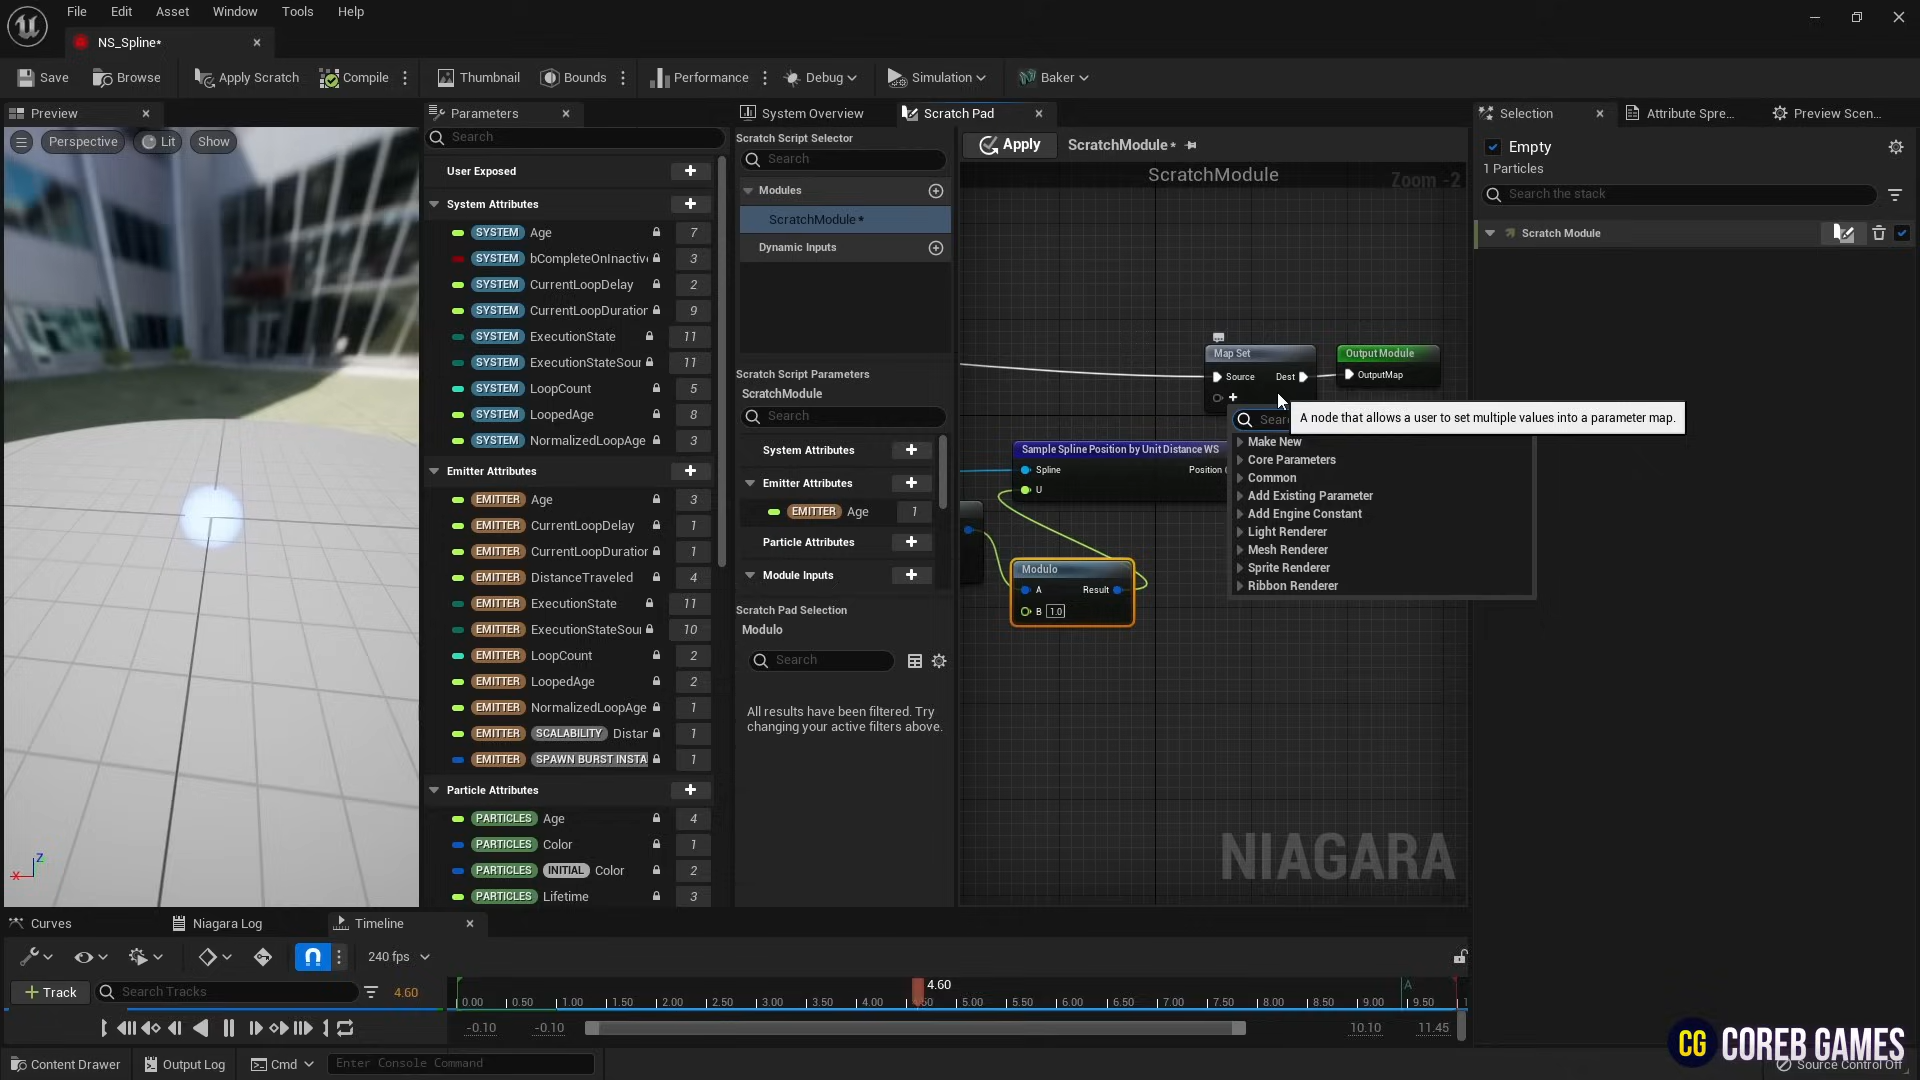 File Edit Asset Window Tools Help
NS_Spline*
Save Browse Apply Scratch Compile Thumbnail Bounds Performance Debug Simulation Baker
Preview
Perspective Lit Show
Z
X
Parameters
Search
User Exposed
System Attributes
SYSTEM Age 7
SYSTEM bCompleteOnInactiv 3
SYSTEM CurrentLoopDelay 2
SYSTEM CurrentLoopDuration 9
SYSTEM ExecutionState 11
SYSTEM ExecutionStateSou 11
SYSTEM LoopCount 5
SYSTEM LoopedAge 8
SYSTEM NormalizedLoopAge 3
Emitter Attributes
EMITTER Age 3
EMITTER CurrentLoopDelay 1
EMITTER CurrentLoopDuration 1
EMITTER DistanceTraveled 4
EMITTER ExecutionState 11
EMITTER ExecutionStateSou 10
EMITTER LoopCount 2
EMITTER LoopedAge 2
EMITTER NormalizedLoopAge 1
EMITTER SCALABILITY Distan 1
EMITTER SPAWN BURST INSTA 1
Particle Attributes
PARTICLES Age 4
PARTICLES Color 1
PARTICLES INITIAL Color 2
PARTICLES Lifetime 3
System Overview Scratch Pad
Scratch Script Selector
Search
Modules
ScratchModule*
Dynamic Inputs
Scratch Script Parameters
ScratchModule
Search
System Attributes
Emitter Attributes
EMITTER Age 1
Particle Attributes
Module Inputs
Scratch Pad Selection
Modulo
Search
All results have been filtered. Try
changing your active filters above.
Apply ScratchModule*
ScratchModule
Zoom -2
Map Set
Source Dest
Output Module
OutputMap
A node that allows a user to set multiple values into a parameter map.
Make New
Core Parameters
Common
Add Existing Parameter
Add Engine Constant
Light Renderer
Mesh Renderer
Sprite Renderer
Ribbon Renderer
Sample Spline Position by Unit Distance WS
Spline Position
U
Modulo
A Result
B 1.0
NIAGARA
Selection Attribute Spre... Preview Scen...
Empty
1 Particles
Search the stack
Scratch Module
Curves Niagara Log Timeline
240 fps
Track Search Tracks 4.60
4.60
A
0.00 0.50 1.00 1.50 2.00 2.50 3.00 3.50 4.00 5.00 5.50 6.00 6.50 7.00 7.50 8.00 8.50 9.00 9.50 1
-0.10 -0.10 10.10 11.45
Content Drawer Output Log Cmd Enter Console Command
CG COREB GAMES
Source Control Off